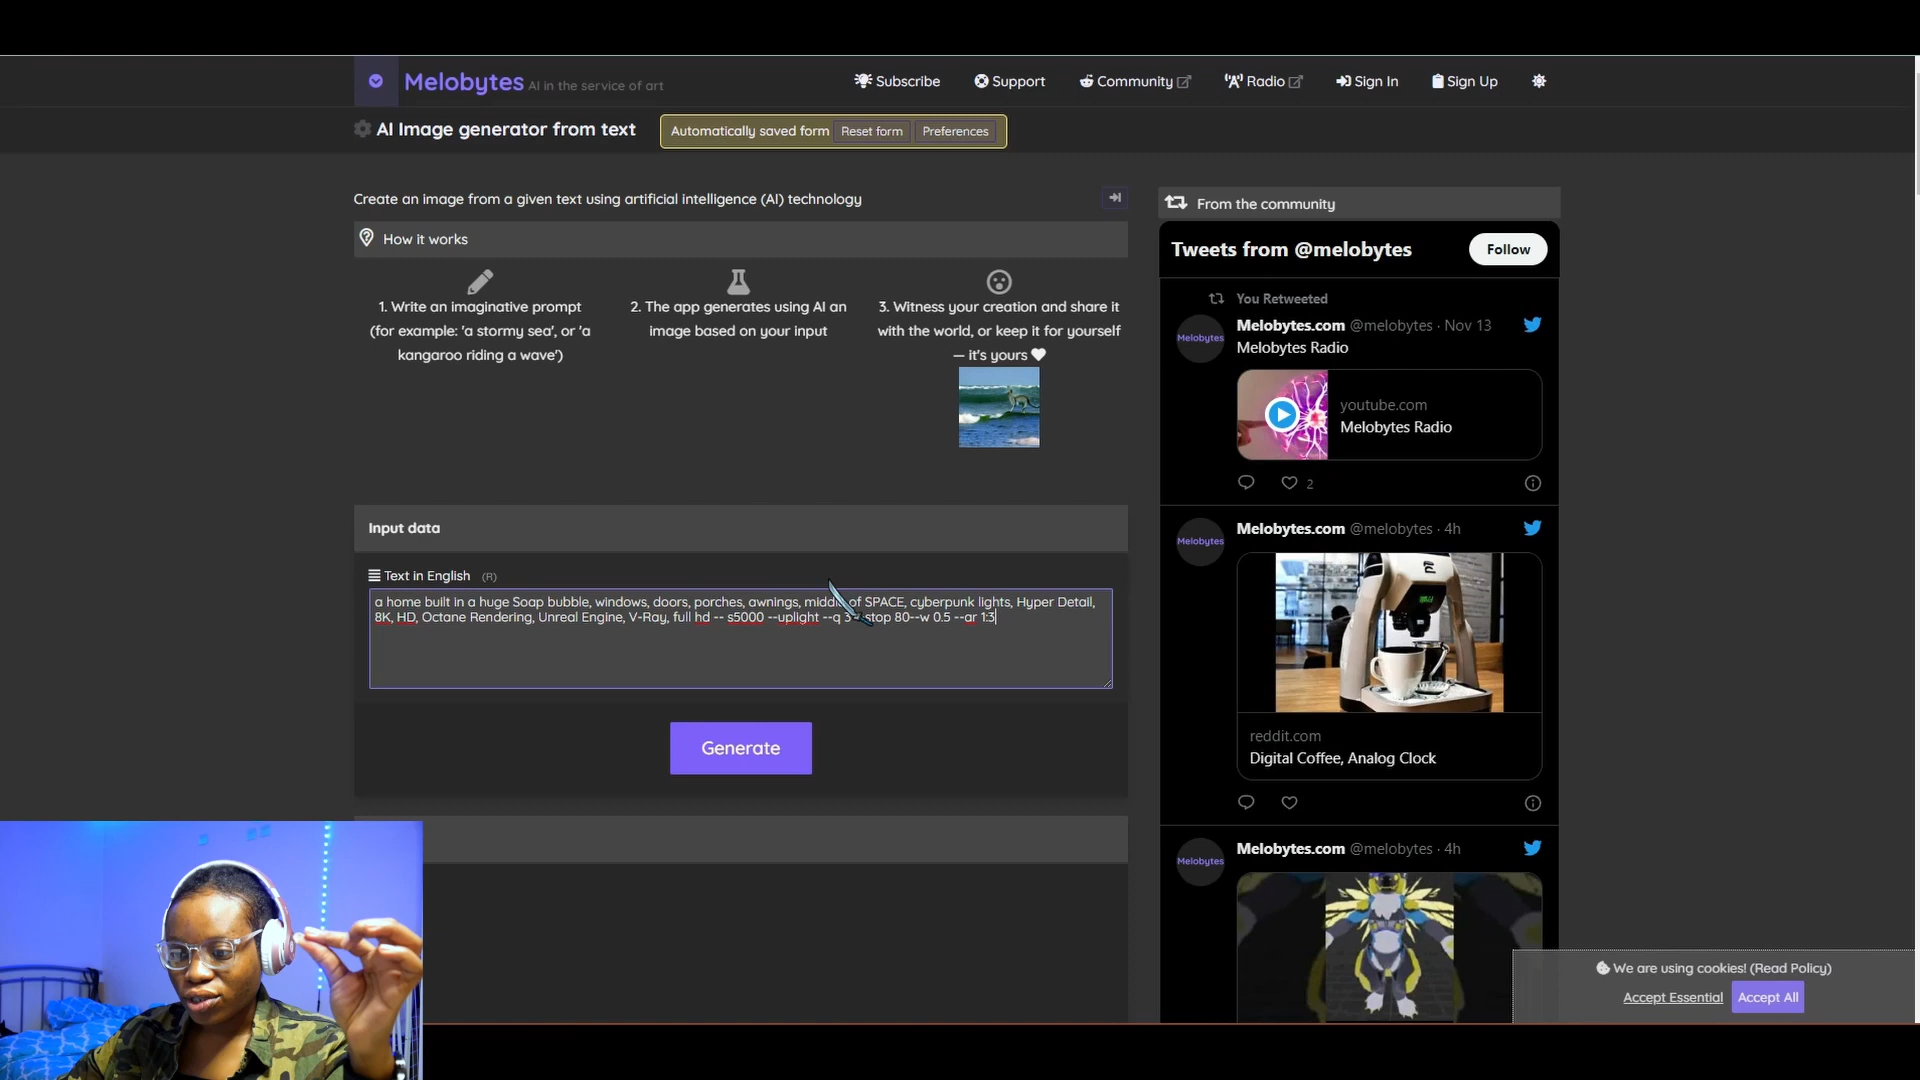 Melobytes AI in the service of art
Subscribe
Support
Community
Radio
Sign In
Sign Up
AI Image generator from text
Automatically saved form Reset form Preferences
Create an image from a given text using artificial intelligence (AI) technology
How it works
1. Write an imaginative prompt
(for example: 'a stormy sea', or 'a
kangaroo riding a wave')
2. The app generates using AI an
image based on your input
3. Witness your creation and share it
with the world, or keep it for yourself
— it's yours
Input data
Text in English (R)
a home built in a huge Soap bubble, windows, doors, porches, awnings, middle of SPACE, cyberpunk lights, Hyper Detail,
8K, HD, Octane Rendering, Unreal Engine, V-Ray, full hd -- s5000 --uplight --q 3 stop 80--w 0.5 --ar 1:3
Generate
From the community
Tweets from @melobytes
Follow
You Retweeted
Melobytes
Melobytes.com @melobytes · Nov 13
Melobytes Radio
youtube.com
Melobytes Radio
2
Melobytes
Melobytes.com @melobytes · 4h
reddit.com
Digital Coffee, Analog Clock
Melobytes
Melobytes.com @melobytes · 4h
We are using cookies! (Read Policy)
Accept Essential
Accept All